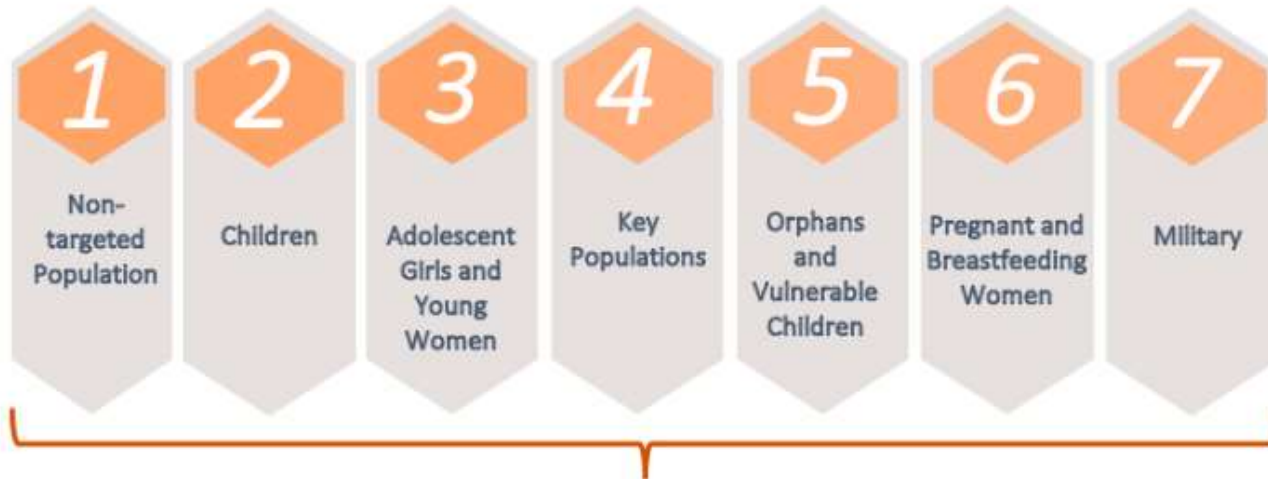 1
Non-
targeted
Population
2
Children
3
Adolescent
Girls and
Young
Women
4
Key
Populations
5
Orphans
and
Vulnerable
Children
6
Pregnant and
Breastfeeding
Women
7
Military